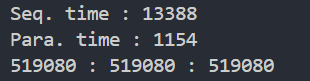 Seq. time : 13388
Para. time : 1154
519080 : 519080 : 519080